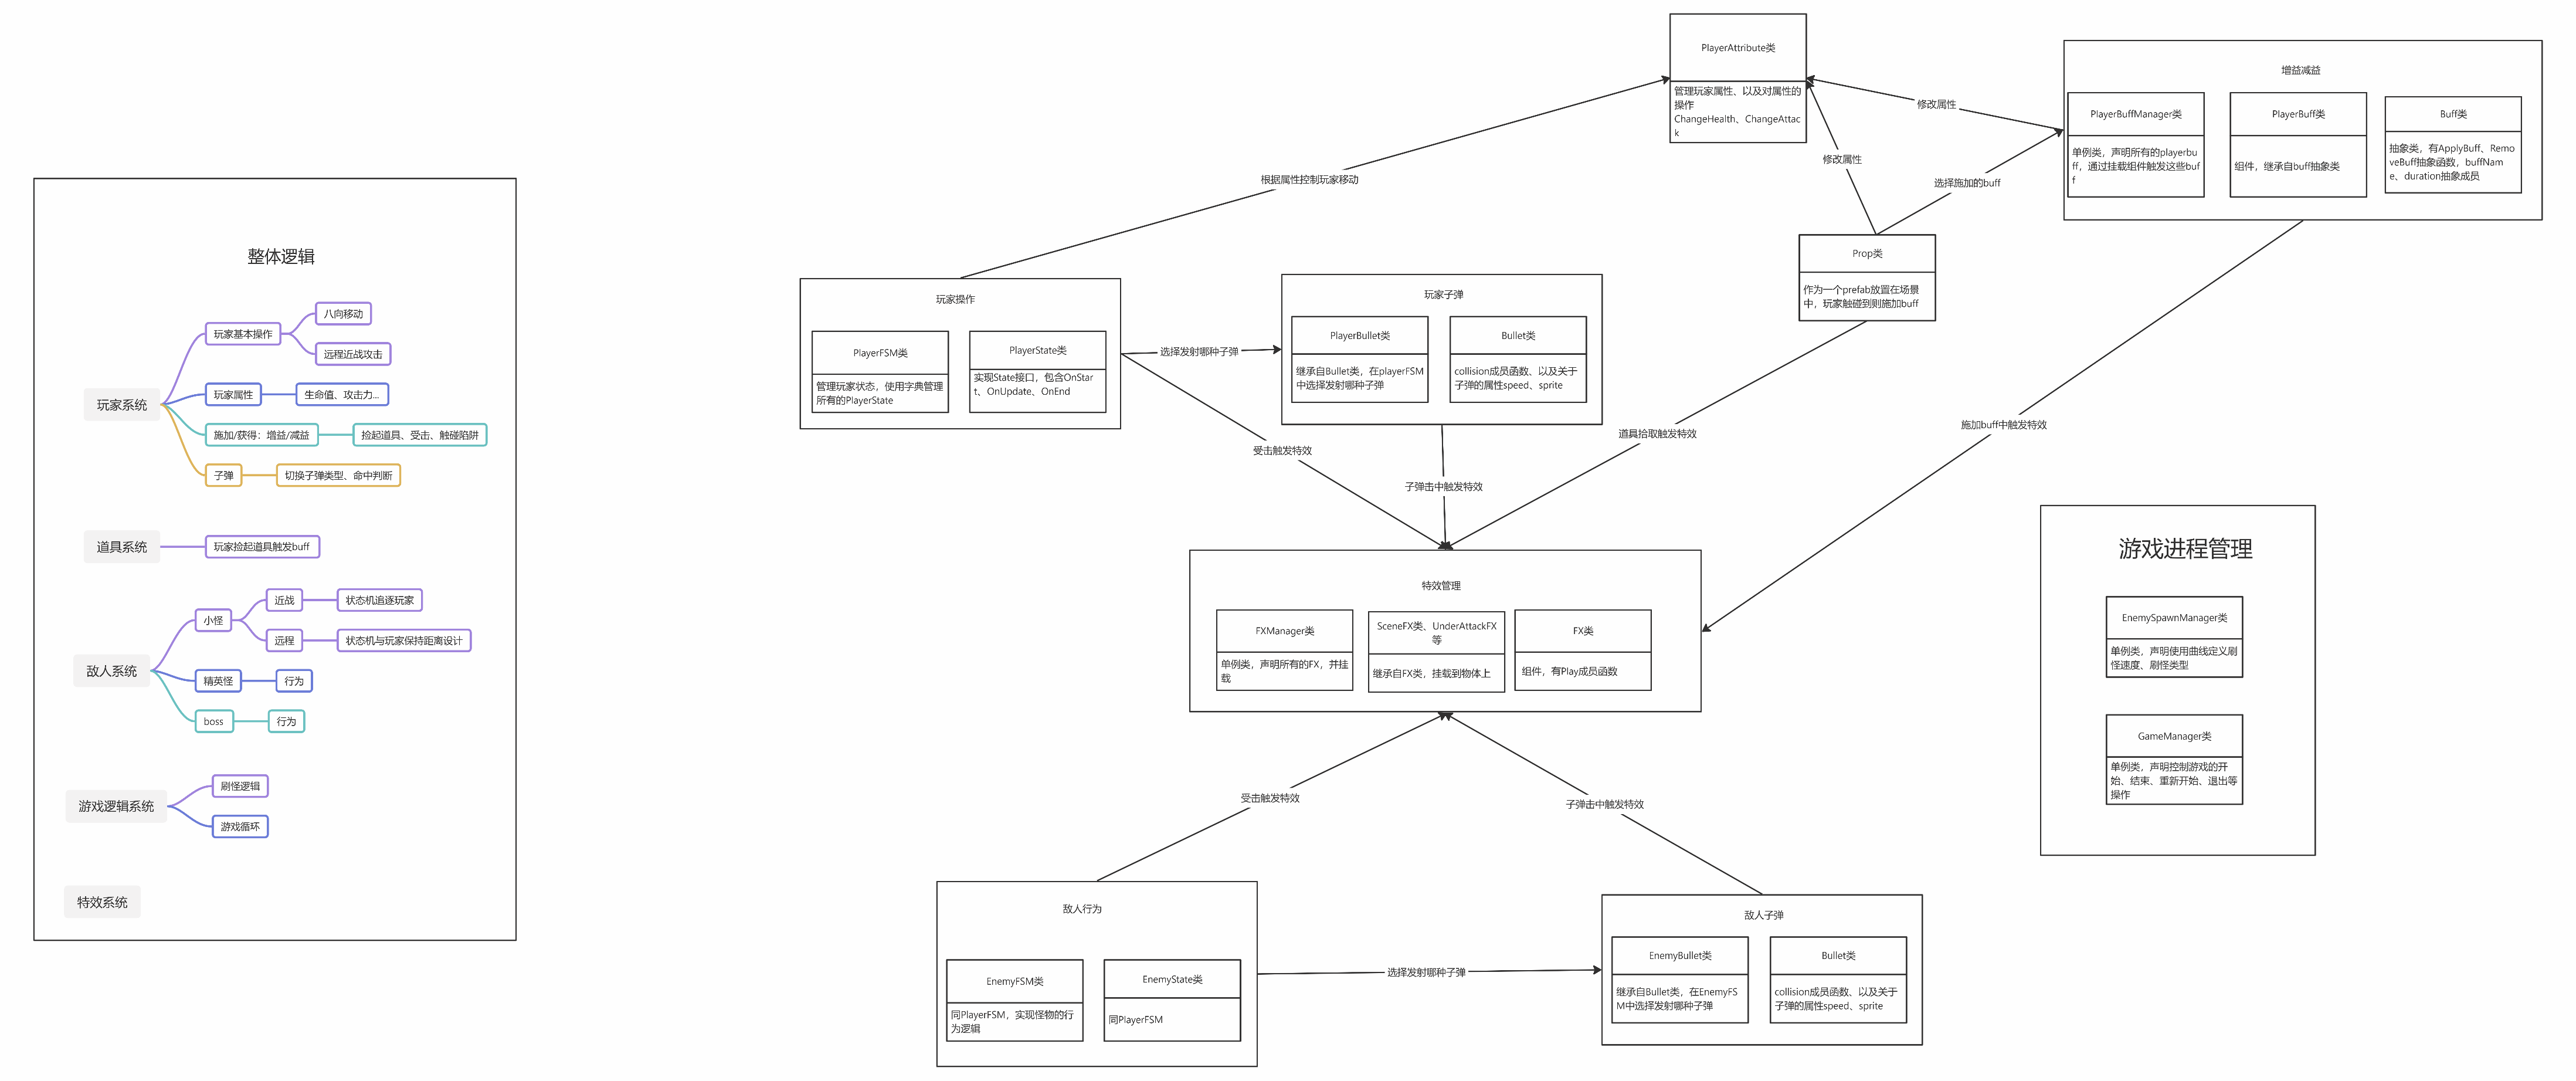 整体逻辑
玩家系统
玩家基本操作
八向移动
远程近战攻击
玩家属性
生命值、攻击力...
施加/获得：增益/减益
捡起道具、受击、触碰陷阱
子弹
切换子弹类型、命中判断
道具系统
玩家捡起道具触发buff
敌人系统
小怪
近战
状态机追逐玩家
远程
状态机与玩家保持距离设计
精英怪
行为
boss
行为
游戏逻辑系统
刷怪逻辑
游戏循环
特效系统
PlayerAttribute类
管理玩家属性、以及对属性的
操作
ChangeHealth、ChangeAttac
k
增益减益
PlayerBuffManager类
单例类，声明所有的playerbu
ff，通过挂载组件触发这些buf
f
PlayerBuff类
组件，继承自buff抽象类
Buff类
抽象类，有ApplyBuff、Remo
veBuff抽象函数，buffNam
e、duration抽象成员
修改属性
修改属性
根据属性控制玩家移动
选择施加的buff
Prop类
作为一个prefab放置在场景
中，玩家触碰到则施加buff
玩家操作
PlayerFSM类
管理玩家状态，使用字典管理
所有的PlayerState
PlayerState类
实现State接口，包含OnStar
t、OnUpdate、OnEnd
选择发射哪种子弹
玩家子弹
PlayerBullet类
继承自Bullet类，在playerFSM
中选择发射哪种子弹
Bullet类
collision成员函数、以及关于
子弹的属性speed、sprite
受击触发特效
子弹击中触发特效
道具拾取触发特效
施加buff中触发特效
特效管理
FXManager类
单例类，声明所有的FX，并挂
载
SceneFX类、UnderAttackFX
等
继承自FX类，挂载到物体上
FX类
组件，有Play成员函数
游戏进程管理
EnemySpawnManager类
单例类，声明使用曲线定义刷
怪速度、刷怪类型
GameManager类
单例类，声明控制游戏的开
始、结束、重新开始、退出等
操作
受击触发特效
子弹击中触发特效
敌人行为
EnemyFSM类
同PlayerFSM，实现怪物的行
为逻辑
EnemyState类
同PlayerFSM
选择发射哪种子弹
敌人子弹
EnemyBullet类
继承自Bullet类，在EnemyFS
M中选择发射哪种子弹
Bullet类
collision成员函数、以及关于
子弹的属性speed、sprite